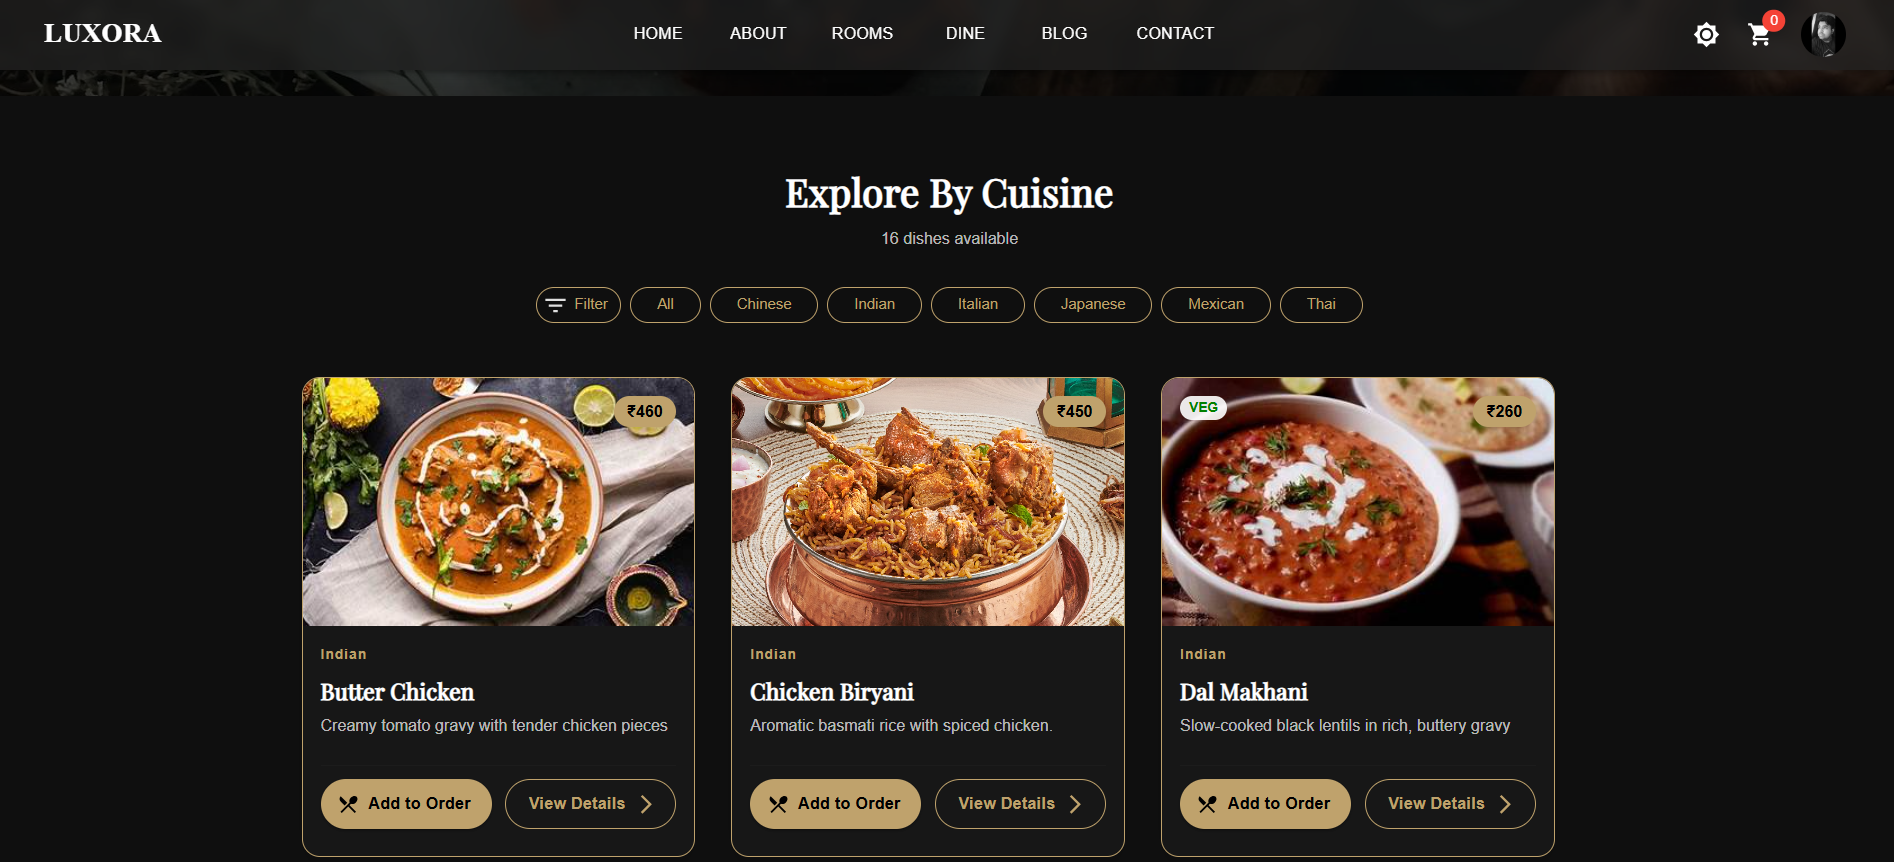 LUXORA
HOME ABOUT ROOMS DINE BLOG CONTACT
0
Explore By Cuisine
16 dishes available
Filter All Chinese Indian Italian Japanese Mexican Thai
₹460
₹450
VEG
₹260
Indian
Butter Chicken
Creamy tomato gravy with tender chicken pieces
Add to Order View Details
Indian
Chicken Biryani
Aromatic basmati rice with spiced chicken.
Add to Order View Details
Indian
Dal Makhani
Slow-cooked black lentils in rich, buttery gravy
Add to Order View Details